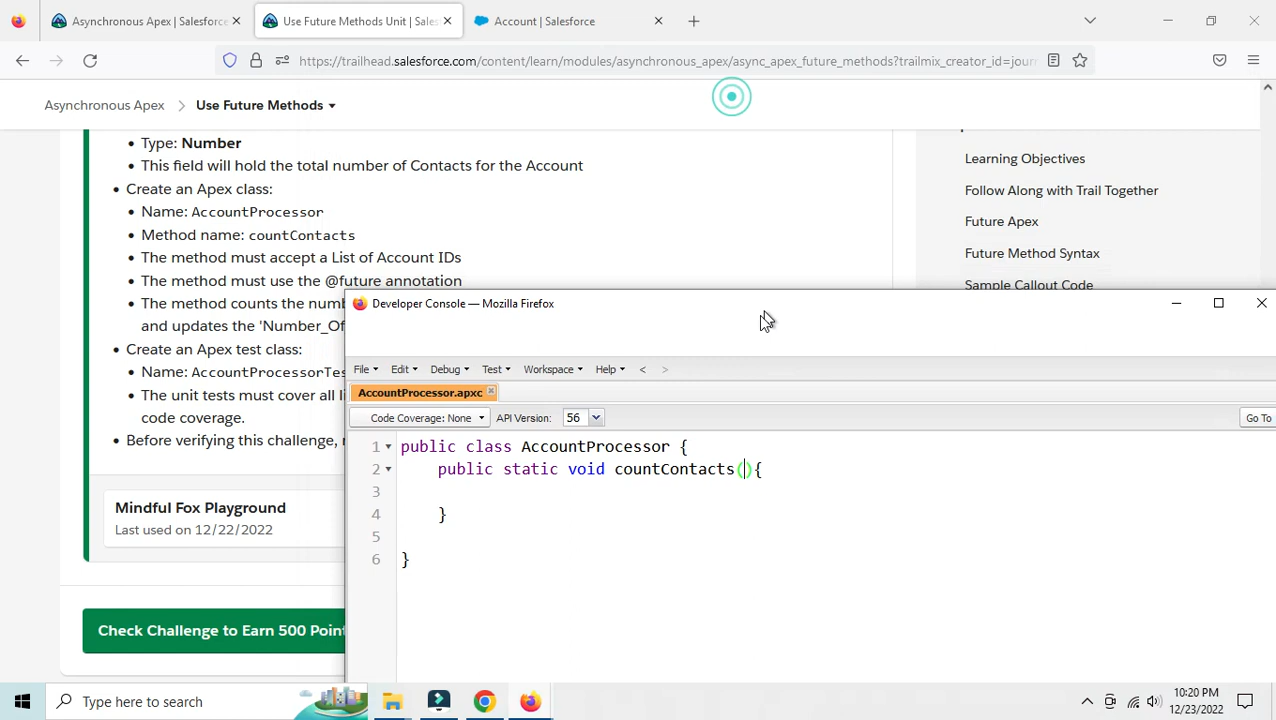 Asynchronous Apex | Salesforce
Use Future Methods Unit | Sales
Account | Salesforce
https://trailhead.salesforce.com/content/learn/modules/asynchronous_apex/async_apex_future_methods?trailmix_creator_id=jour
Asynchronous Apex
Use Future Methods
Type: Number
This field will hold the total number of Contacts for the Account
Create an Apex class:
Name: AccountProcessor
Method name: countContacts
The method must accept a List of Account IDs
The method must use the @future annotation
The method counts the numb
and updates the 'Number_Of
Create an Apex test class:
Name: AccountProcessorTes
The unit tests must cover all li
code coverage.
Before verifying this challenge, r
Mindful Fox Playground
Last used on 12/22/2022
Check Challenge to Earn 500 Point
Learning Objectives
Follow Along with Trail Together
Future Apex
Future Method Syntax
Sample Callout Code
Developer Console — Mozilla Firefox
File Edit Debug Test Workspace Help < >
AccountProcessor.apxc
Code Coverage: None API Version: 56 Go To
1 public class AccountProcessor {
2 public static void countContacts(){
3
4 }
5
6 }
Type here to search
10:20 PM
12/23/2022